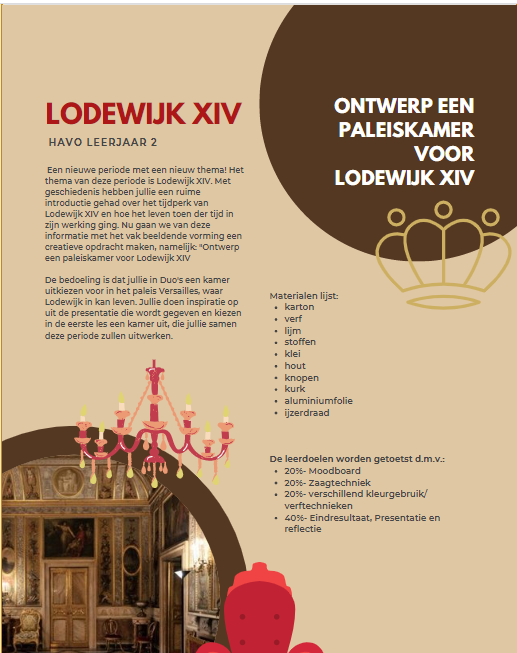 LODEWIJK XIV
HAVO LEERJAAR 2
Een nieuwe periode met een nieuw thema! Het
thema van deze periode is Lodewijk XIV. Met
geschiedenis hebben jullie een ruime
introductie gehad over het tijdperk van
Lodewijk XIV en hoe het leven toen der tijd in
zijn werking ging. Nu gaan we van deze
informatie met het vak beeldende vorming een
creatieve opdracht maken, namelijk: "Ontwerp
een paleiskamer voor Lodewijk XIV
De bedoeling is dat jullie in Duo's een kamer
uitkiezen voor in het paleis Versailles, waar
Lodewijk in kan leven. Jullie doen inspiratie op
uit de presentatie die wordt gegeven en kiezen
in de eerste les een kamer uit, die jullie samen
deze periode zullen uitwerken.
ONTWERP EEN
PALEISKAMER
VOOR
LODEWIJK XIV
Materialen lijst:
• karton
• verf
• lijm
• stoffen
• klei
• hout
• knopen
• kurk
• aluminiumfolie
• ijzerdraad
De leerdoelen worden getoetst d.m.v.:
• 20%- Moodboard
• 20%- Zaagtechniek
• 20%- verschillend kleurgebruik/
verftechnieken
• 40%- Eindresultaat, Presentatie en
reflectie